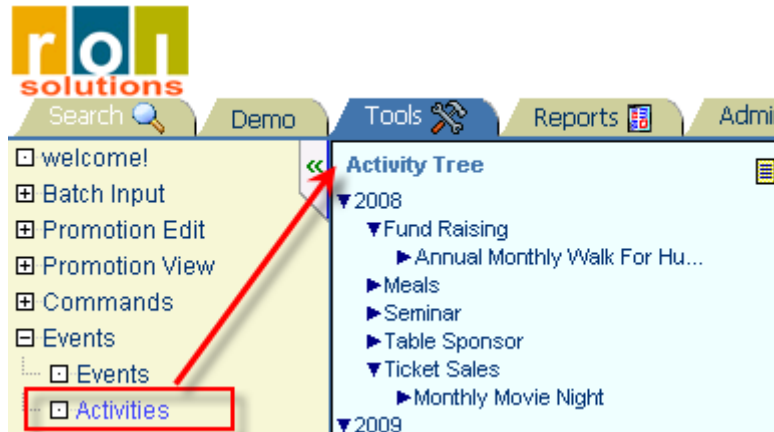 roi
solutions
Search Demo Tools Reports Admi
welcome!
Batch Input
Promotion Edit
Promotion View
Commands
Events
Events
Activities
«
Activity Tree
▼2008
▼Fund Raising
►Annual Monthly Walk For Hu...
►Meals
►Seminar
►Table Sponsor
▼Ticket Sales
►Monthly Movie Night
▼2009